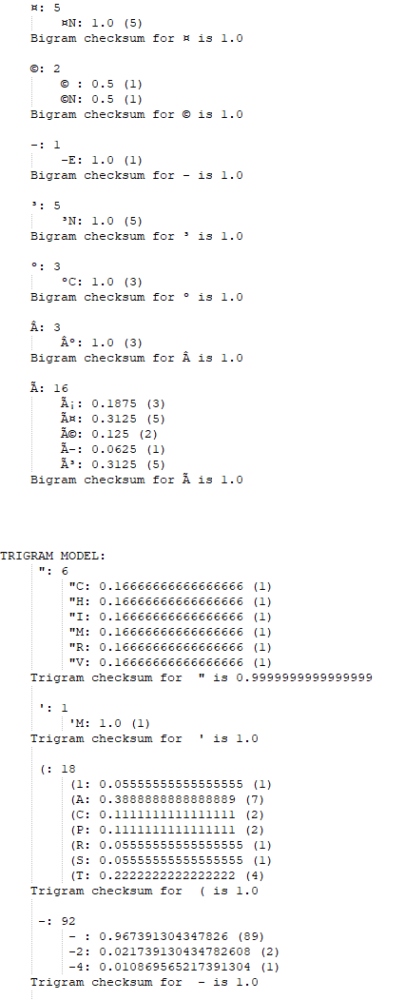 ¤: 5
¤N: 1.0 (5)
Bigram checksum for ¤ is 1.0
©: 2
© : 0.5 (1)
©N: 0.5 (1)
Bigram checksum for © is 1.0
-: 1
-E: 1.0 (1)
Bigram checksum for - is 1.0
³: 5
³N: 1.0 (5)
Bigram checksum for ³ is 1.0
º: 3
ºC: 1.0 (3)
Bigram checksum for º is 1.0
Â: 3
Âº: 1.0 (3)
Bigram checksum for Â is 1.0
Ã: 16
Ã¡: 0.1875 (3)
Ã¤: 0.3125 (5)
Ã©: 0.125 (2)
Ã-: 0.0625 (1)
Ã³: 0.3125 (5)
Bigram checksum for Ã is 1.0
TRIGRAM MODEL:
": 6
"C: 0.16666666666666666 (1)
"H: 0.16666666666666666 (1)
"I: 0.16666666666666666 (1)
"M: 0.16666666666666666 (1)
"R: 0.16666666666666666 (1)
"V: 0.16666666666666666 (1)
Trigram checksum for  " is 0.9999999999999999
': 1
'M: 1.0 (1)
Trigram checksum for  ' is 1.0
(: 18
(1: 0.05555555555555555 (1)
(A: 0.3888888888888889 (7)
(C: 0.1111111111111111 (2)
(P: 0.1111111111111111 (2)
(R: 0.05555555555555555 (1)
(S: 0.05555555555555555 (1)
(T: 0.2222222222222222 (4)
Trigram checksum for  ( is 1.0
-: 92
- : 0.967391304347826 (89)
-2: 0.021739130434782608 (2)
-4: 0.010869565217391304 (1)
Trigram checksum for  - is 1.0